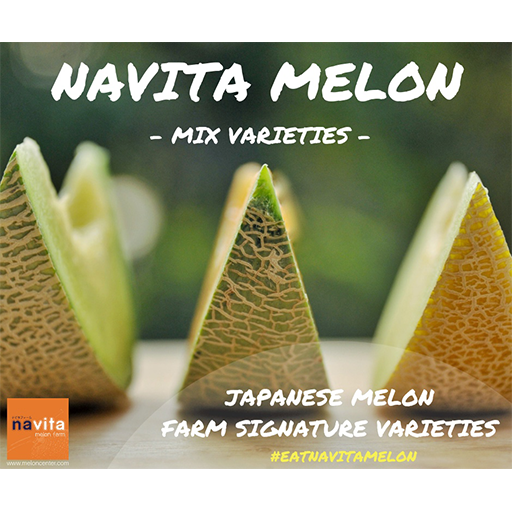 NAVITA MELON
- MIX VARIETIES -
JAPANESE MELON
FARM SIGNATURE VARIETIES
#EATNAVITAMELON
navita
melon farm
www.meloncenter.com